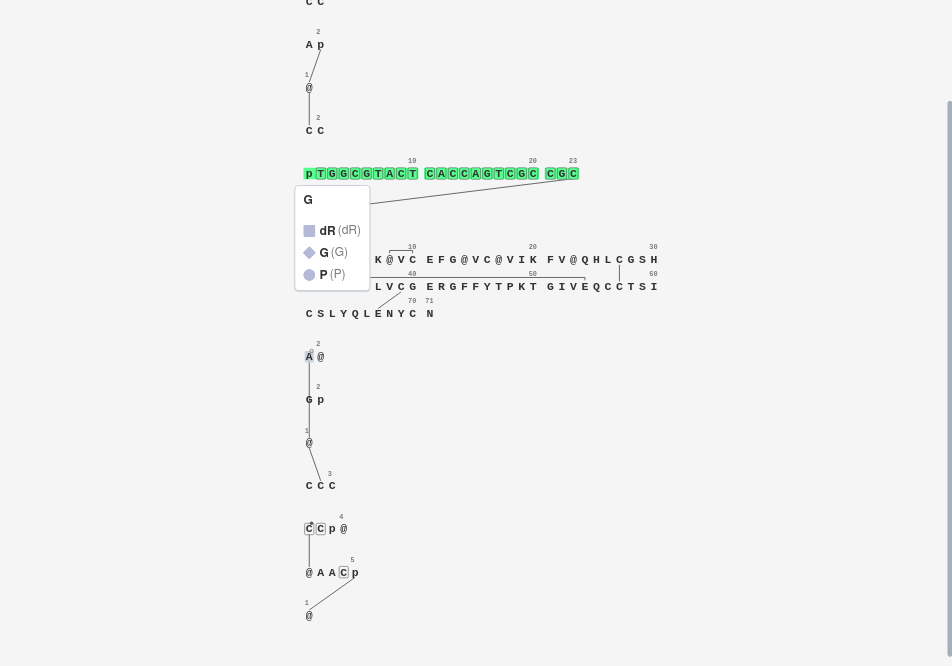 C C
2
A p
1
@
2
C C
10 20 23
p T G G C G T A C T C A C C A G T C G C C G C
G
dR (dR)
G (G)
P (P)
10 20 30
K @ V C E F G @ V C @ V I K F V @ Q H L C G S H
40 50 60
L V C G E R G F F Y T P K T G I V E Q C C T S I
70 71
C S L Y Q L E N Y C N
2
A @
2
G p
1
@
3
C C C
4
C C p @
5
@ A A C p
1
@